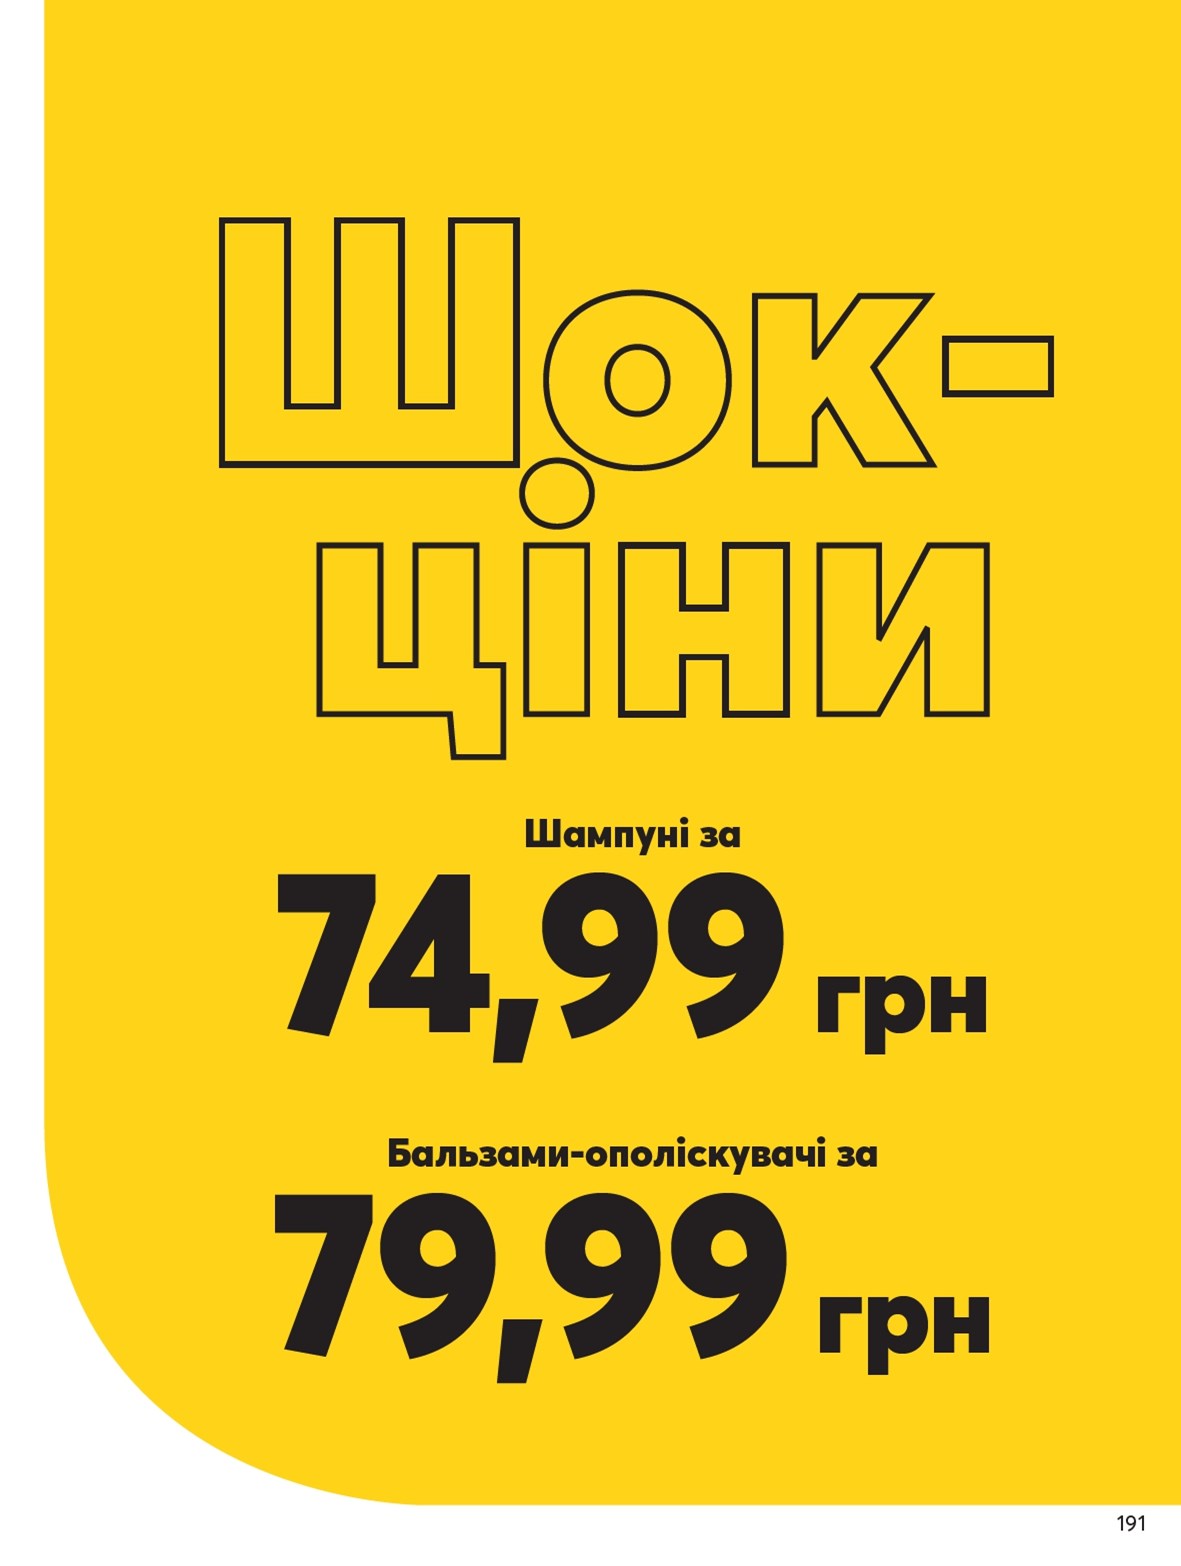 Шок-
ціни
Шампуні за
74,99 грн
Бальзами-ополіскувачі за
79,99 грн
191